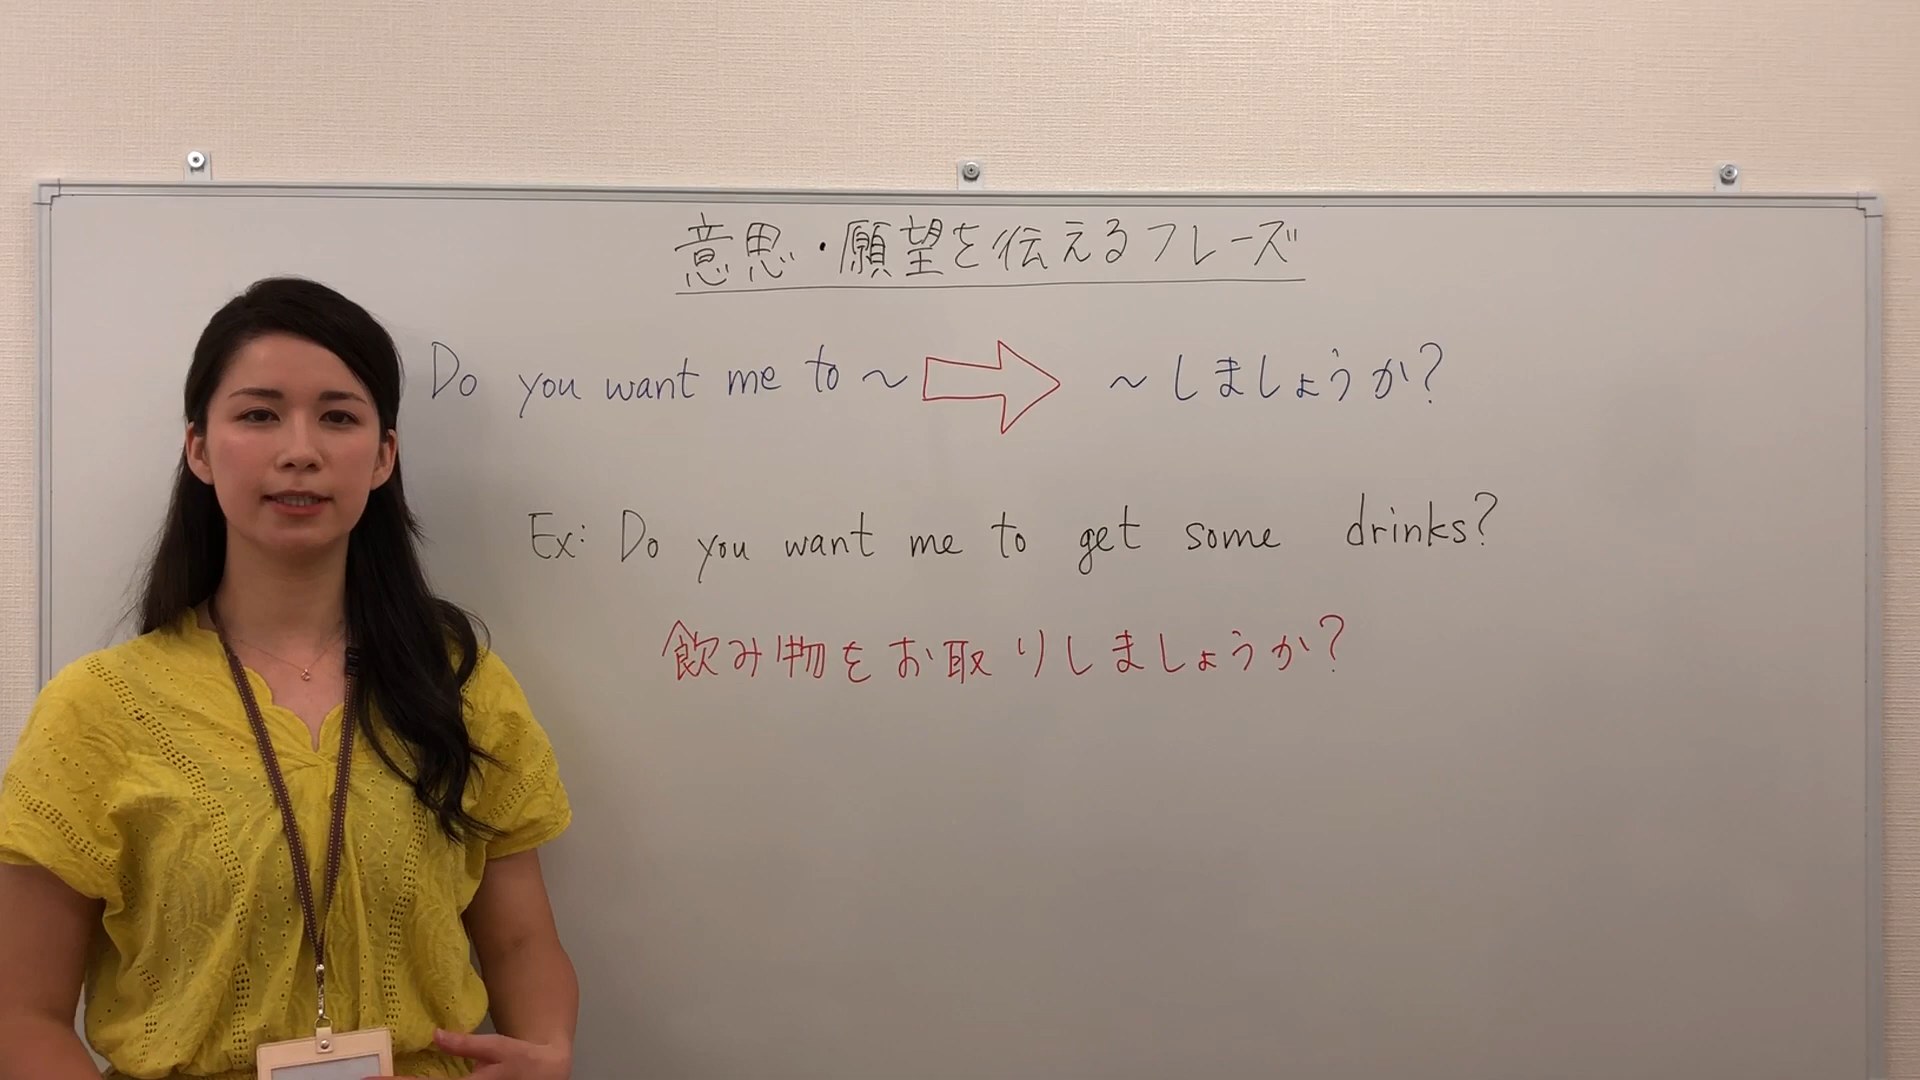 意思・願望を伝えるフレーズ
Do you want me to ～ ⇨ ～しましょうか?
Ex: Do you want me to get some drinks?
飲み物をお取りしましょうか?